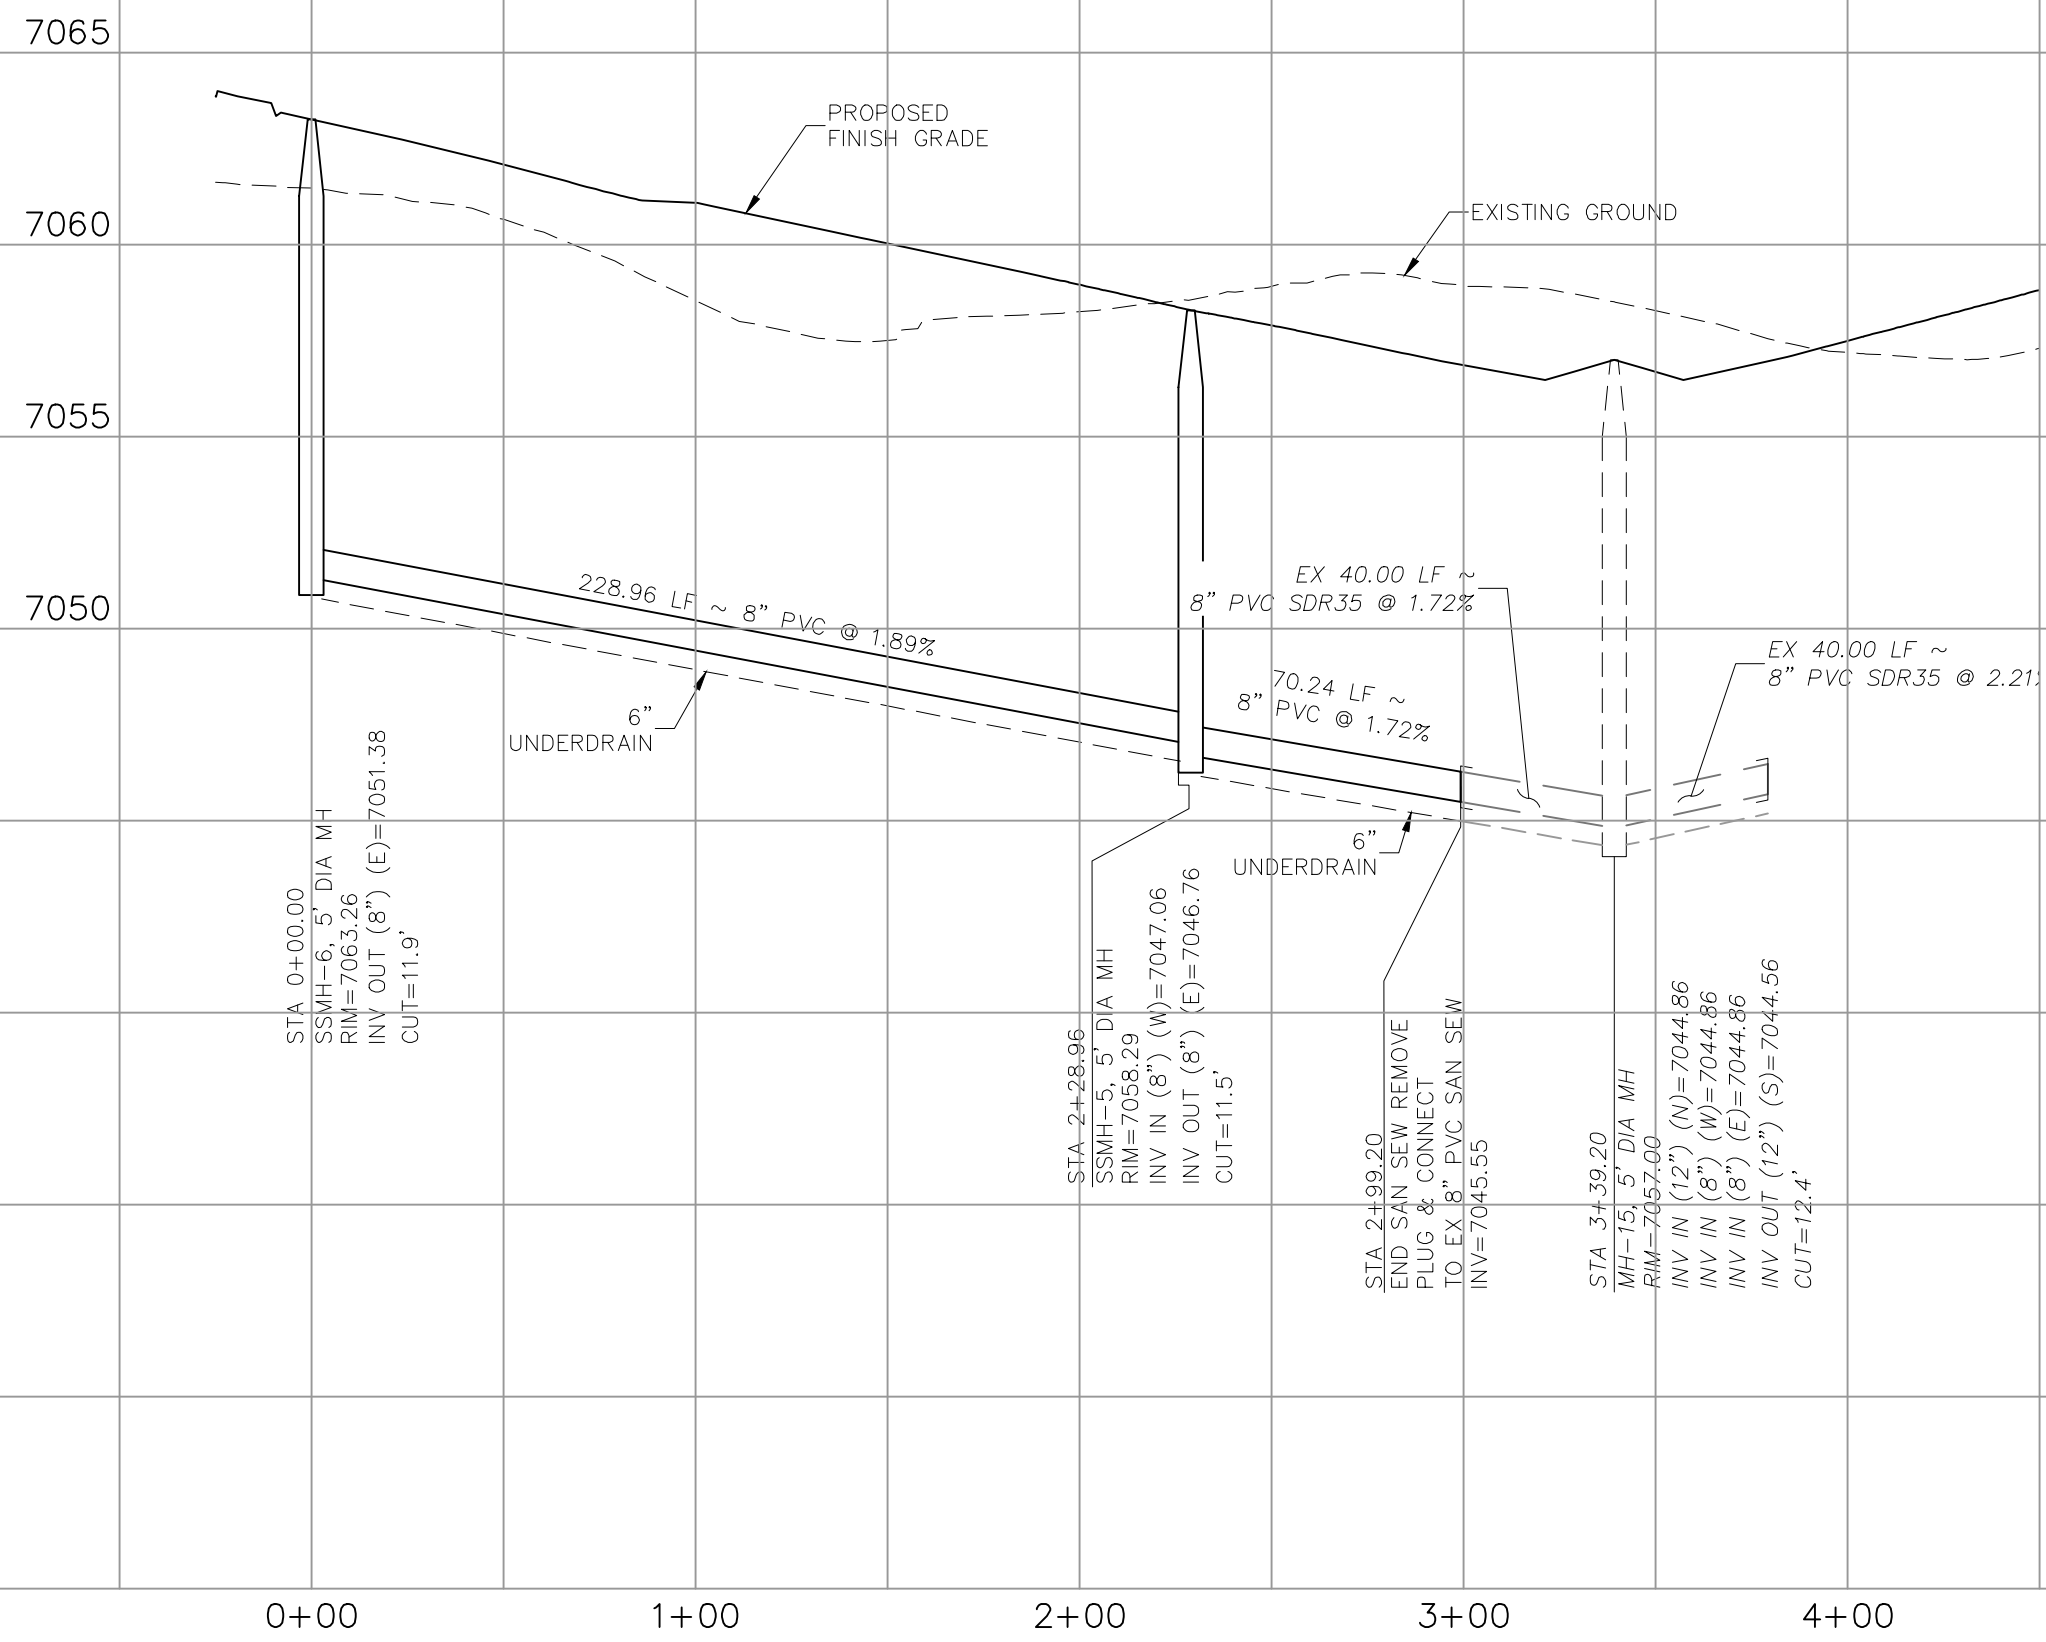 7065
7060
7055
7050
PROPOSED
FINISH GRADE
EXISTING GROUND
228.96 LF ~ 8" PVC @ 1.89%
EX 40.00 LF ~
8" PVC SDR35 @ 1.72%
EX 40.00 LF ~
8" PVC SDR35 @ 2.21%
70.24 LF ~
8" PVC @ 1.72%
6"
UNDERDRAIN
6"
UNDERDRAIN
STA 0+00.00
SSMH-6, 5' DIA MH
RIM=7063.26
INV OUT (8") (E)=7051.38
CUT=11.9'
STA 2+28.96
SSMH-5, 5' DIA MH
RIM=7058.29
INV IN (8") (W)=7047.06
INV OUT (8") (E)=7046.76
CUT=11.5'
STA 2+99.20
END SAN SEW REMOVE
PLUG & CONNECT
TO EX 8" PVC SAN SEW
INV=7045.55
STA 3+39.20
MH-15, 5' DIA MH
RIM=7057.00
INV IN (12") (N)=7044.86
INV IN (8") (W)=7044.86
INV IN (8") (E)=7044.86
INV OUT (12") (S)=7044.56
CUT=12.4'
0+00
1+00
2+00
3+00
4+00